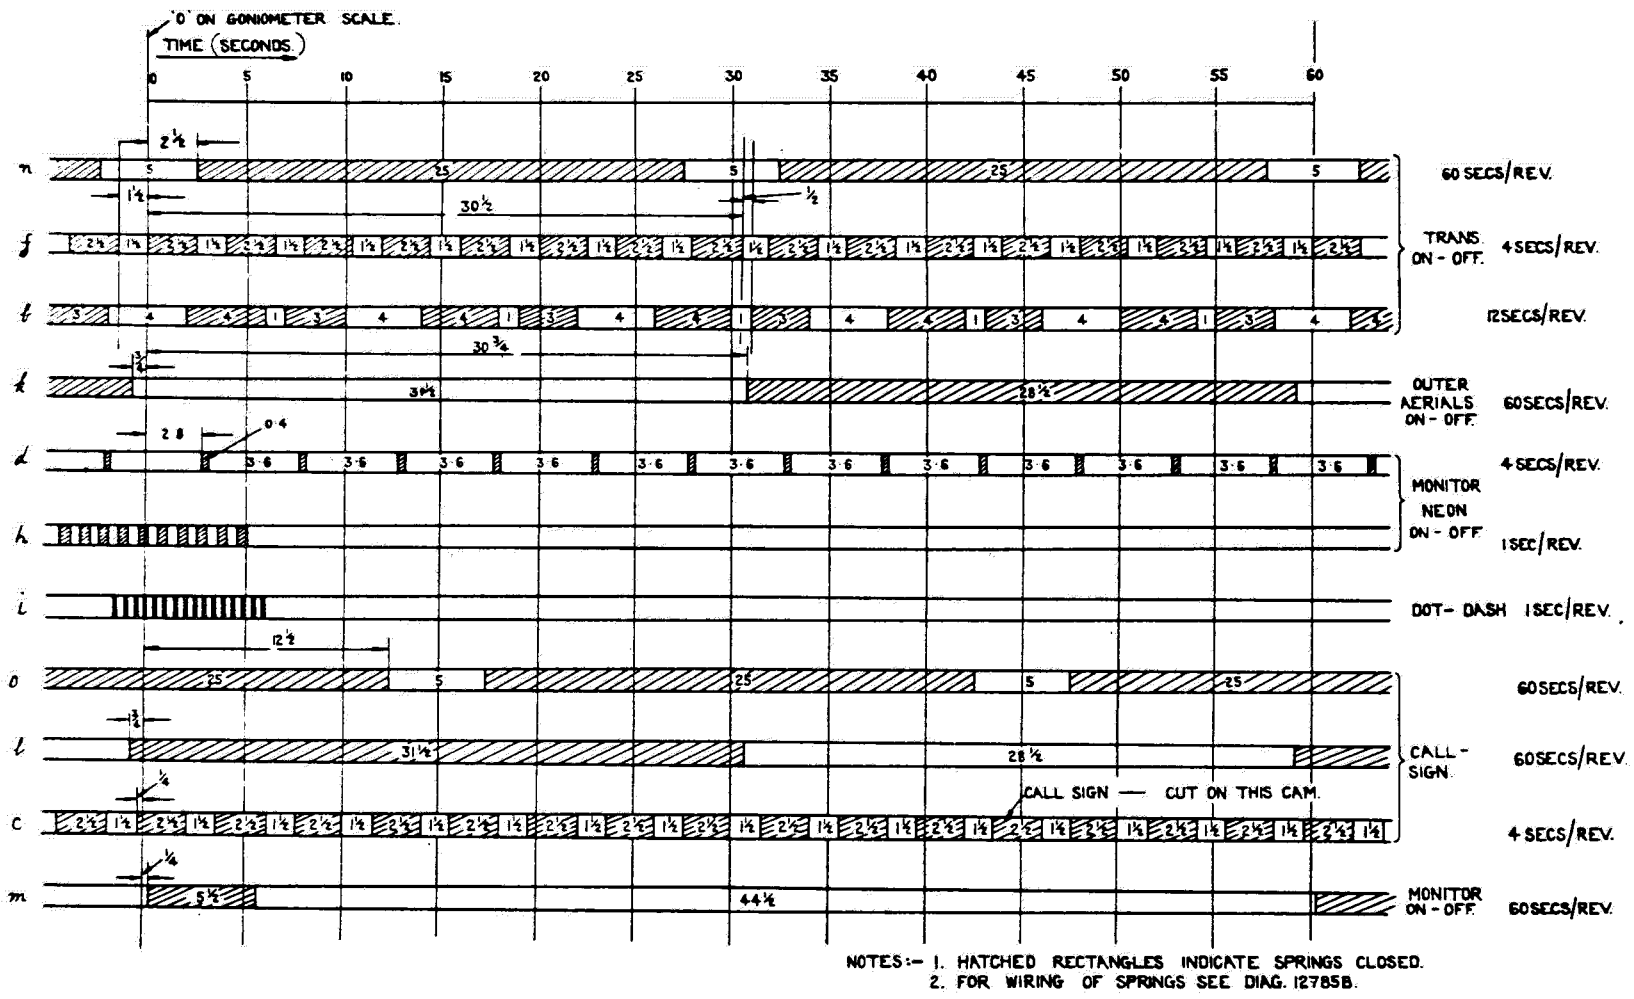 'O' ON GONIOMETER SCALE.
TIME (SECONDS.)
0 5 10 15 20 25 30 35 40 45 50 55 60
2½
n 5 25 5 25 5 60 SECS/REV.
1½ 30½ ½
f 2½ 1½ 2½ 1½ 2½ 1½ 2½ 1½ 2½ 1½ 2½ 1½ 2½ 1½ 2½ 1½ 2½ 1½ 2½ 1½ 2½ 1½ 2½ 1½ 2½ 1½ 2½ 1½ 2½ 1½ 2½ 1½ 2½ TRANS. ON-OFF. 4 SECS/REV.
b 3 4 4 1 3 4 4 1 3 4 4 1 3 4 4 1 3 4 4 1 3 4 4 12 SECS/REV.
¾ 30¾
k 31½ 28½ OUTER AERIALS ON-OFF. 60 SECS/REV.
2·8 0·4
d 3·6 3·6 3·6 3·6 3·6 3·6 3·6 3·6 3·6 3·6 3·6 3·6 4 SECS/REV.
MONITOR NEON ON-OFF.
h 1 SEC/REV.
i DOT-DASH 1 SEC/REV.
12½
o 25 5 25 5 25 60 SECS/REV.
¾
l 31½ 28½ CALL-SIGN. 60 SECS/REV.
¼
CALL SIGN — CUT ON THIS CAM.
c 2½ 1½ 2½ 1½ 2½ 1½ 2½ 1½ 2½ 1½ 2½ 1½ 2½ 1½ 2½ 1½ 2½ 1½ 2½ 1½ 2½ 1½ 2½ 1½ 2½ 1½ 2½ 1½ 2½ 1½ 2½ 1½ 2½ 1½ 4 SECS/REV.
¼
m 5½ 44½ MONITOR ON-OFF. 60 SECS/REV.
NOTES:- 1. HATCHED RECTANGLES INDICATE SPRINGS CLOSED.
2. FOR WIRING OF SPRINGS SEE DIAG. 12785B.